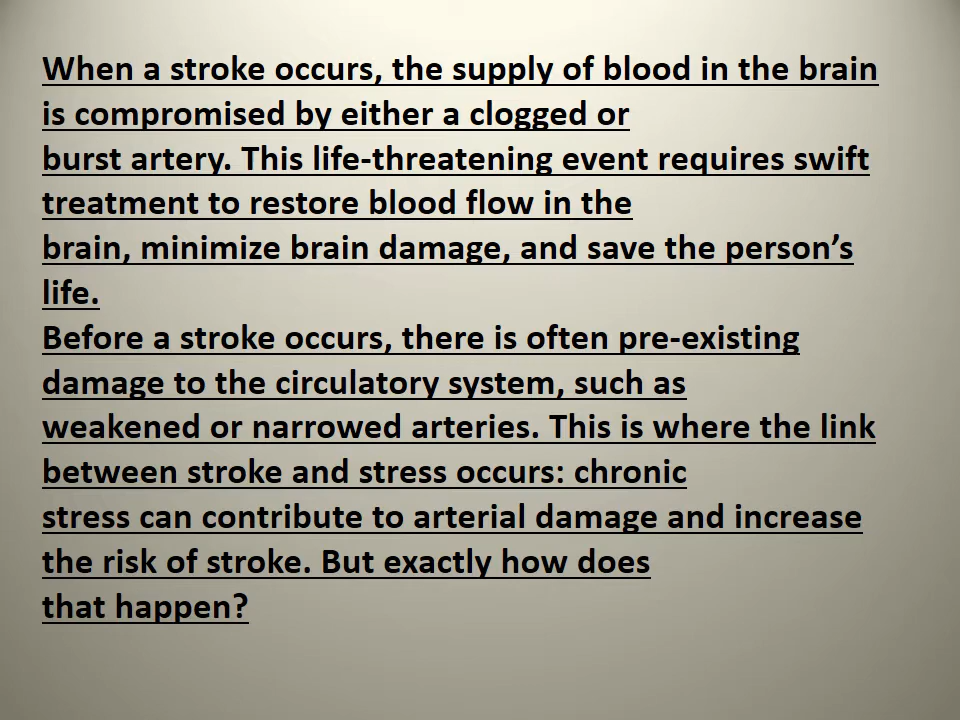 When a stroke occurs, the supply of blood in the brain
is compromised by either a clogged or
burst artery. This life-threatening event requires swift
treatment to restore blood flow in the
brain, minimize brain damage, and save the person’s
life.
Before a stroke occurs, there is often pre-existing
damage to the circulatory system, such as
weakened or narrowed arteries. This is where the link
between stroke and stress occurs: chronic
stress can contribute to arterial damage and increase
the risk of stroke. But exactly how does
that happen?